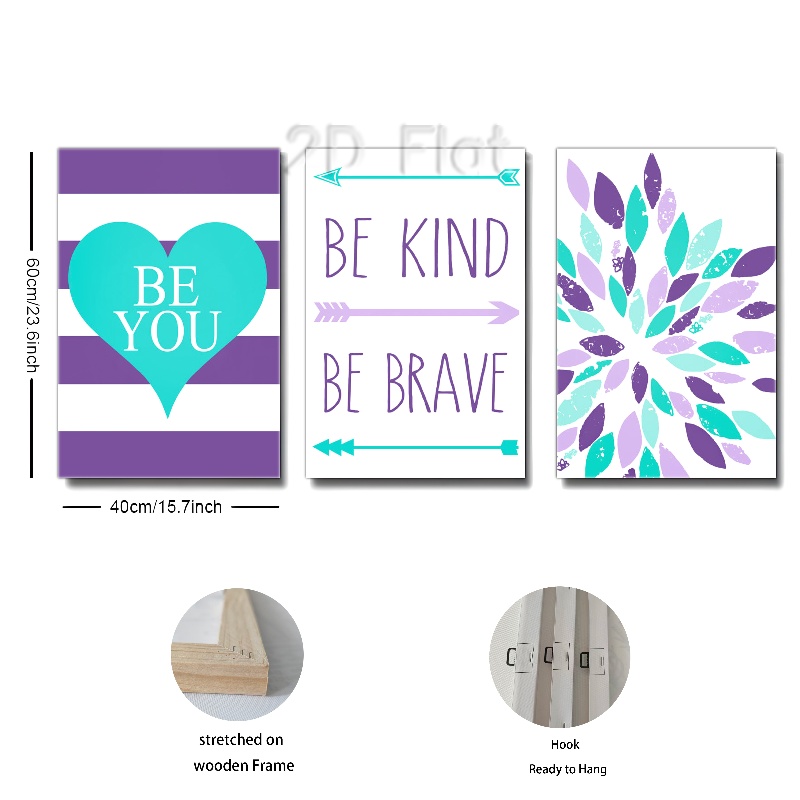 2D Flat
BE
YOU
BE KIND
BE BRAVE
60cm/23.6inch
40cm/15.7inch
stretched on
wooden Frame
Hook
Ready to Hang